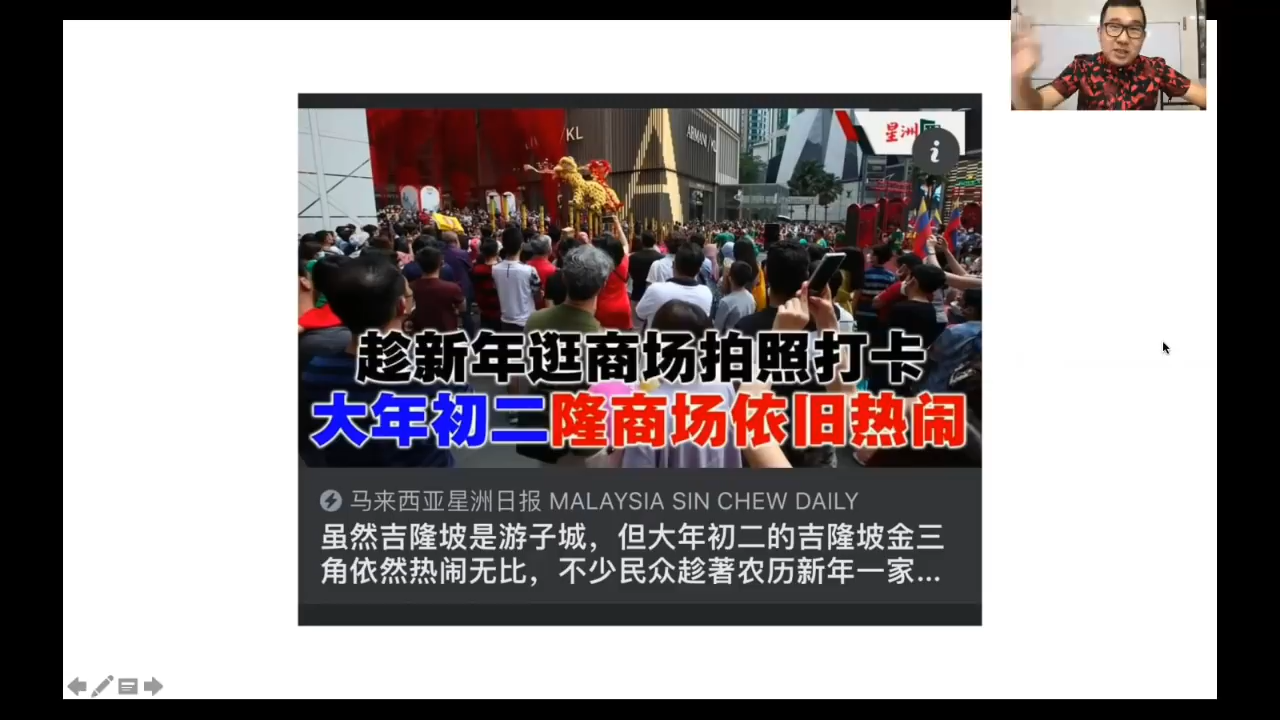 KL
ARMANI
KL
星洲
趁新年逛商场拍照打卡
大年初二隆商场依旧热闹
马来西亚星洲日报 MALAYSIA SIN CHEW DAILY
虽然吉隆坡是游子城，但大年初二的吉隆坡金三
角依然热闹无比，不少民众趁著农历新年一家...